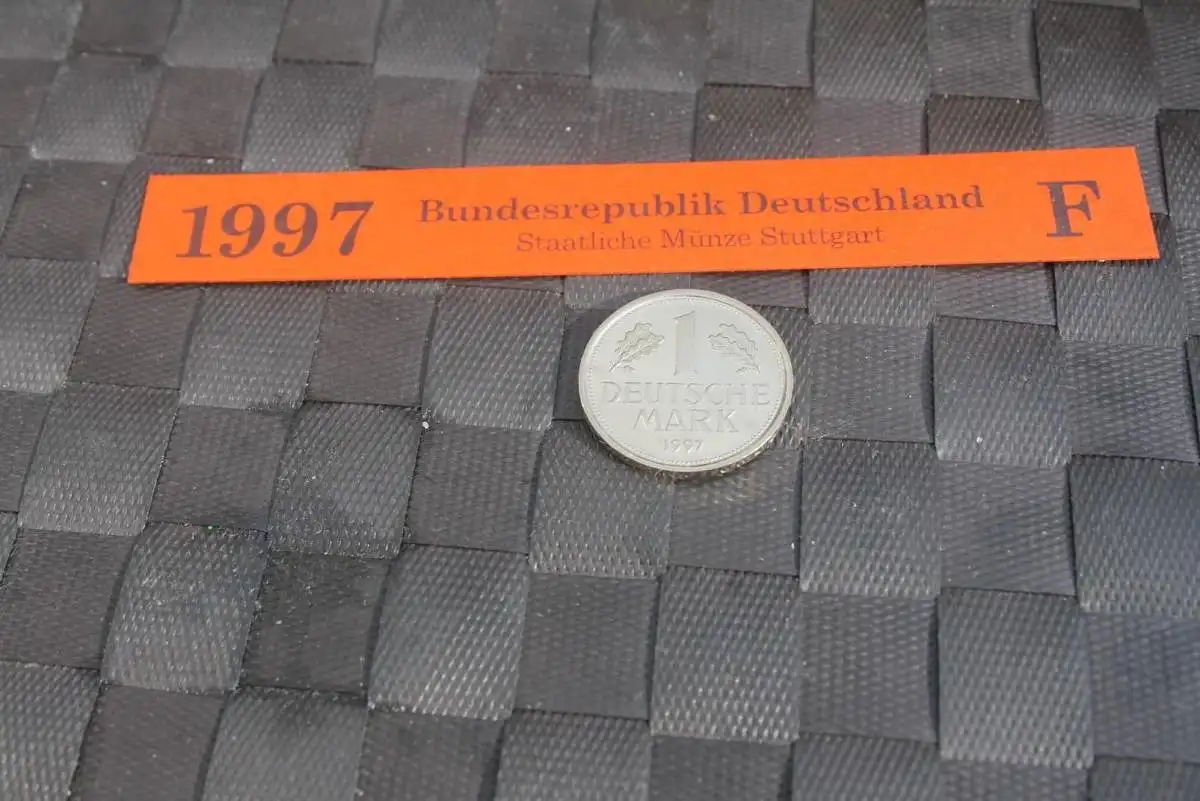 1997
Bundesrepublik Deutschland
Staatliche Münze Stuttgart
F
1
DEUTSCHE
MARK
1997